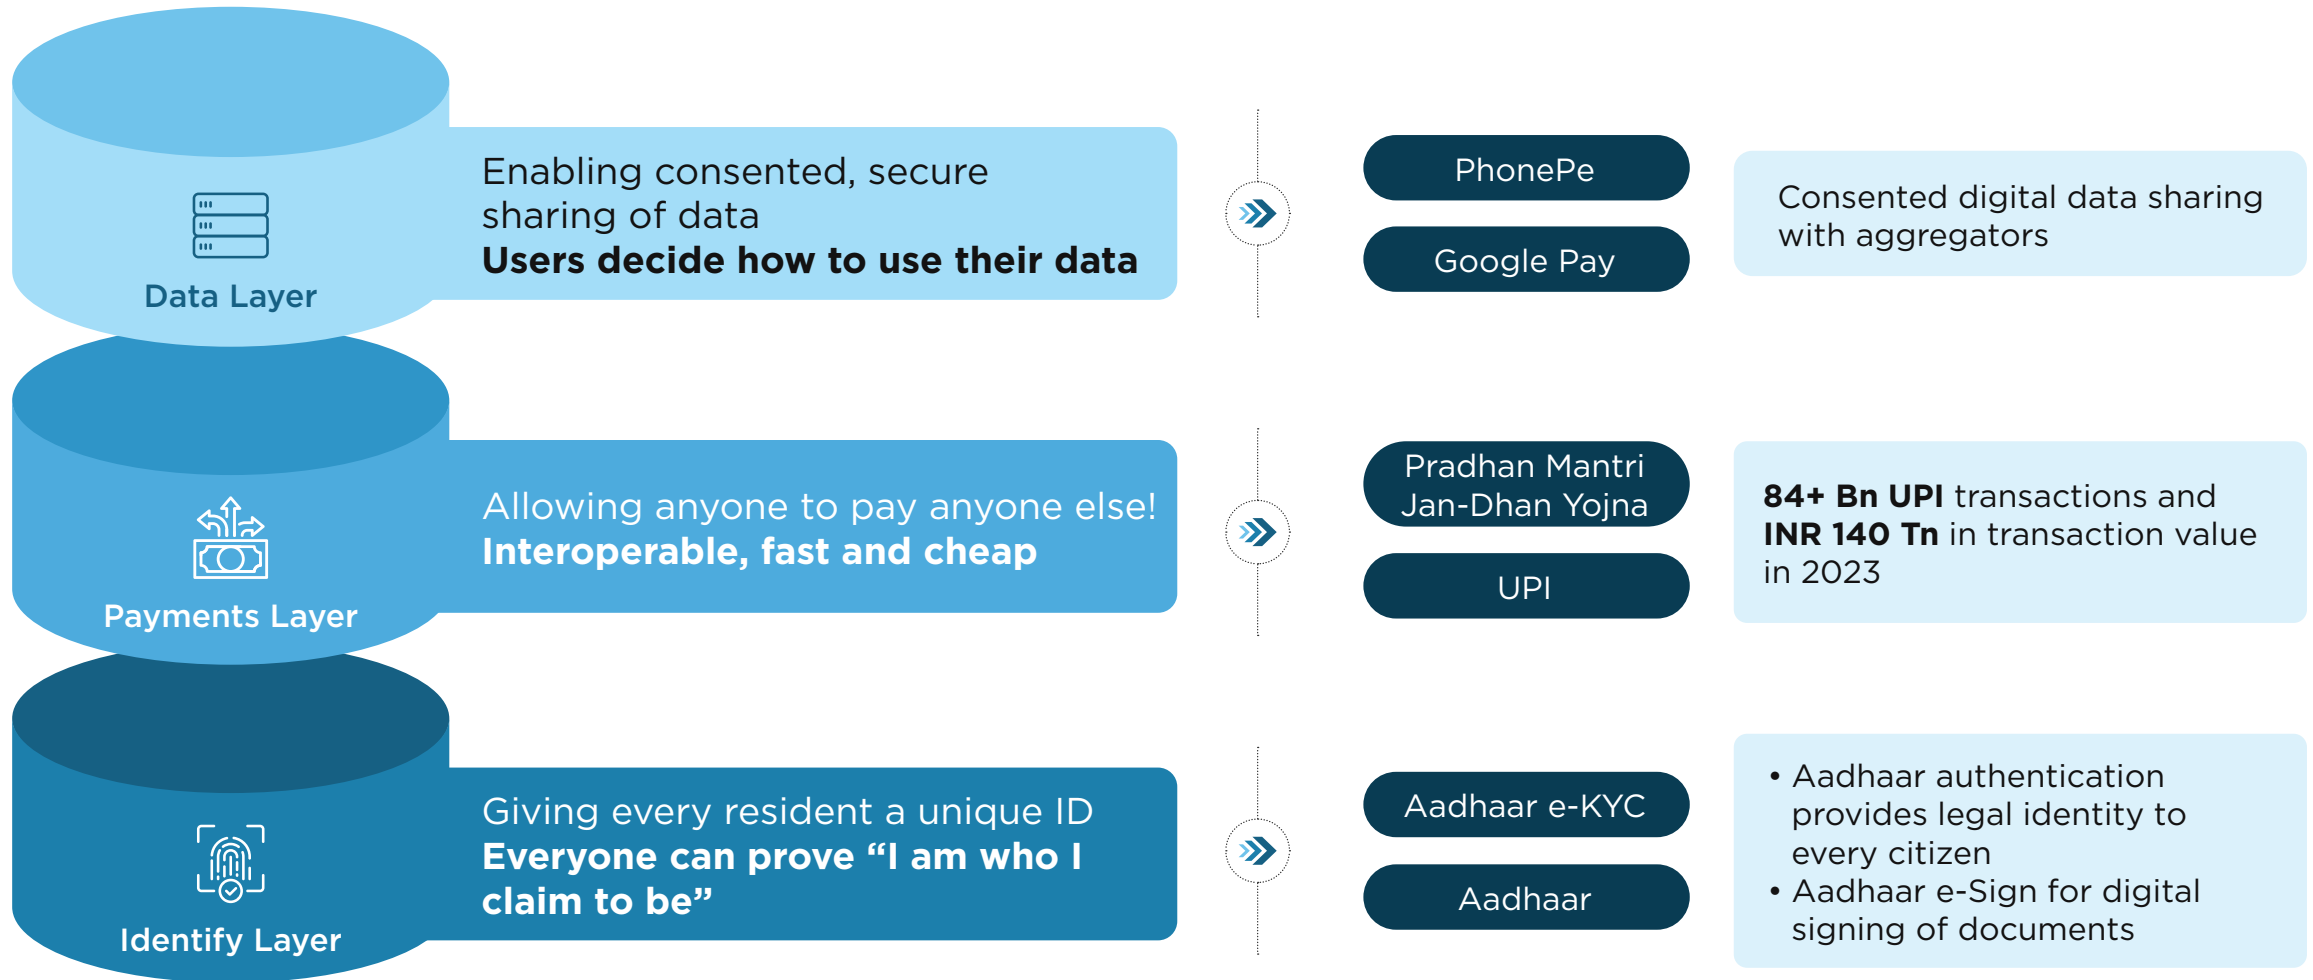 Data Layer
Enabling consented, secure
sharing of data
Users decide how to use their data
PhonePe
Google Pay
Consented digital data sharing
with aggregators
Payments Layer
Allowing anyone to pay anyone else!
Interoperable, fast and cheap
Pradhan Mantri
Jan-Dhan Yojna
UPI
84+ Bn UPI transactions and
INR 140 Tn in transaction value
in 2023
Identify Layer
Giving every resident a unique ID
Everyone can prove “I am who I
claim to be”
Aadhaar e-KYC
Aadhaar
• Aadhaar authentication
provides legal identity to
every citizen
• Aadhaar e-Sign for digital
signing of documents